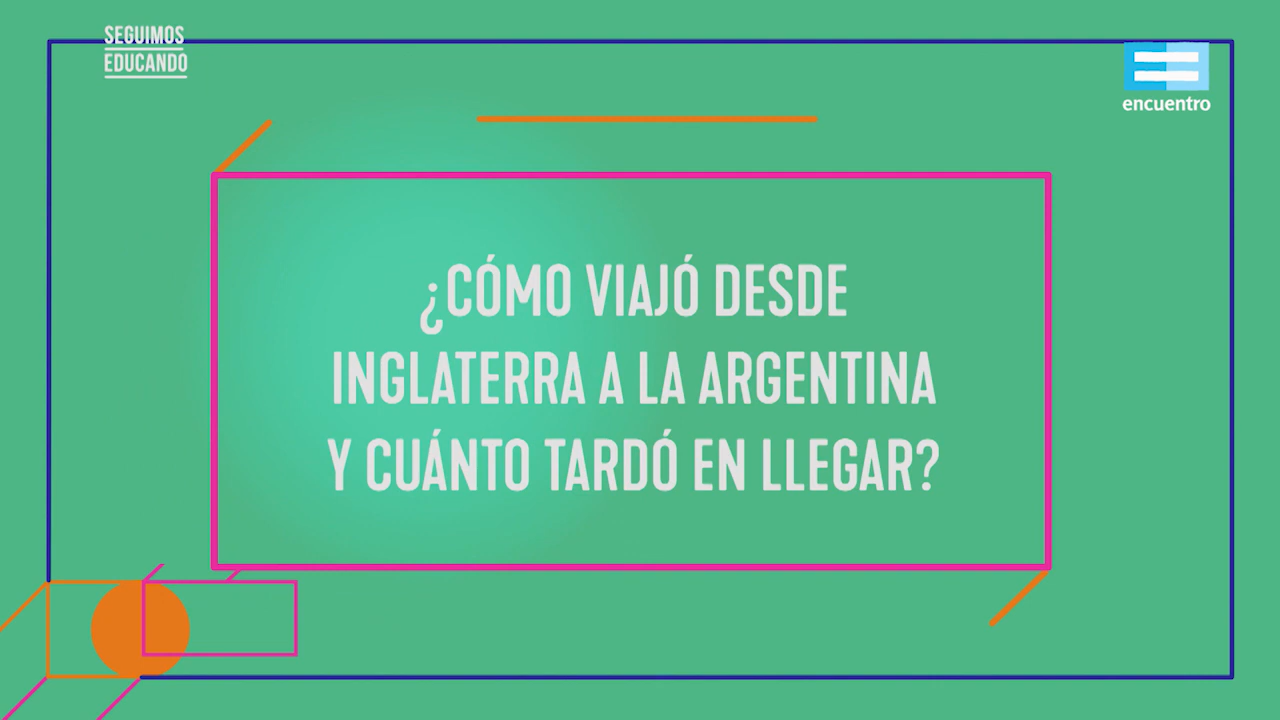 SEGUIMOS
EDUCANDO
encuentro
¿CÓMO VIAJÓ DESDE
INGLATERRA A LA ARGENTINA
Y CUÁNTO TARDÓ EN LLEGAR?